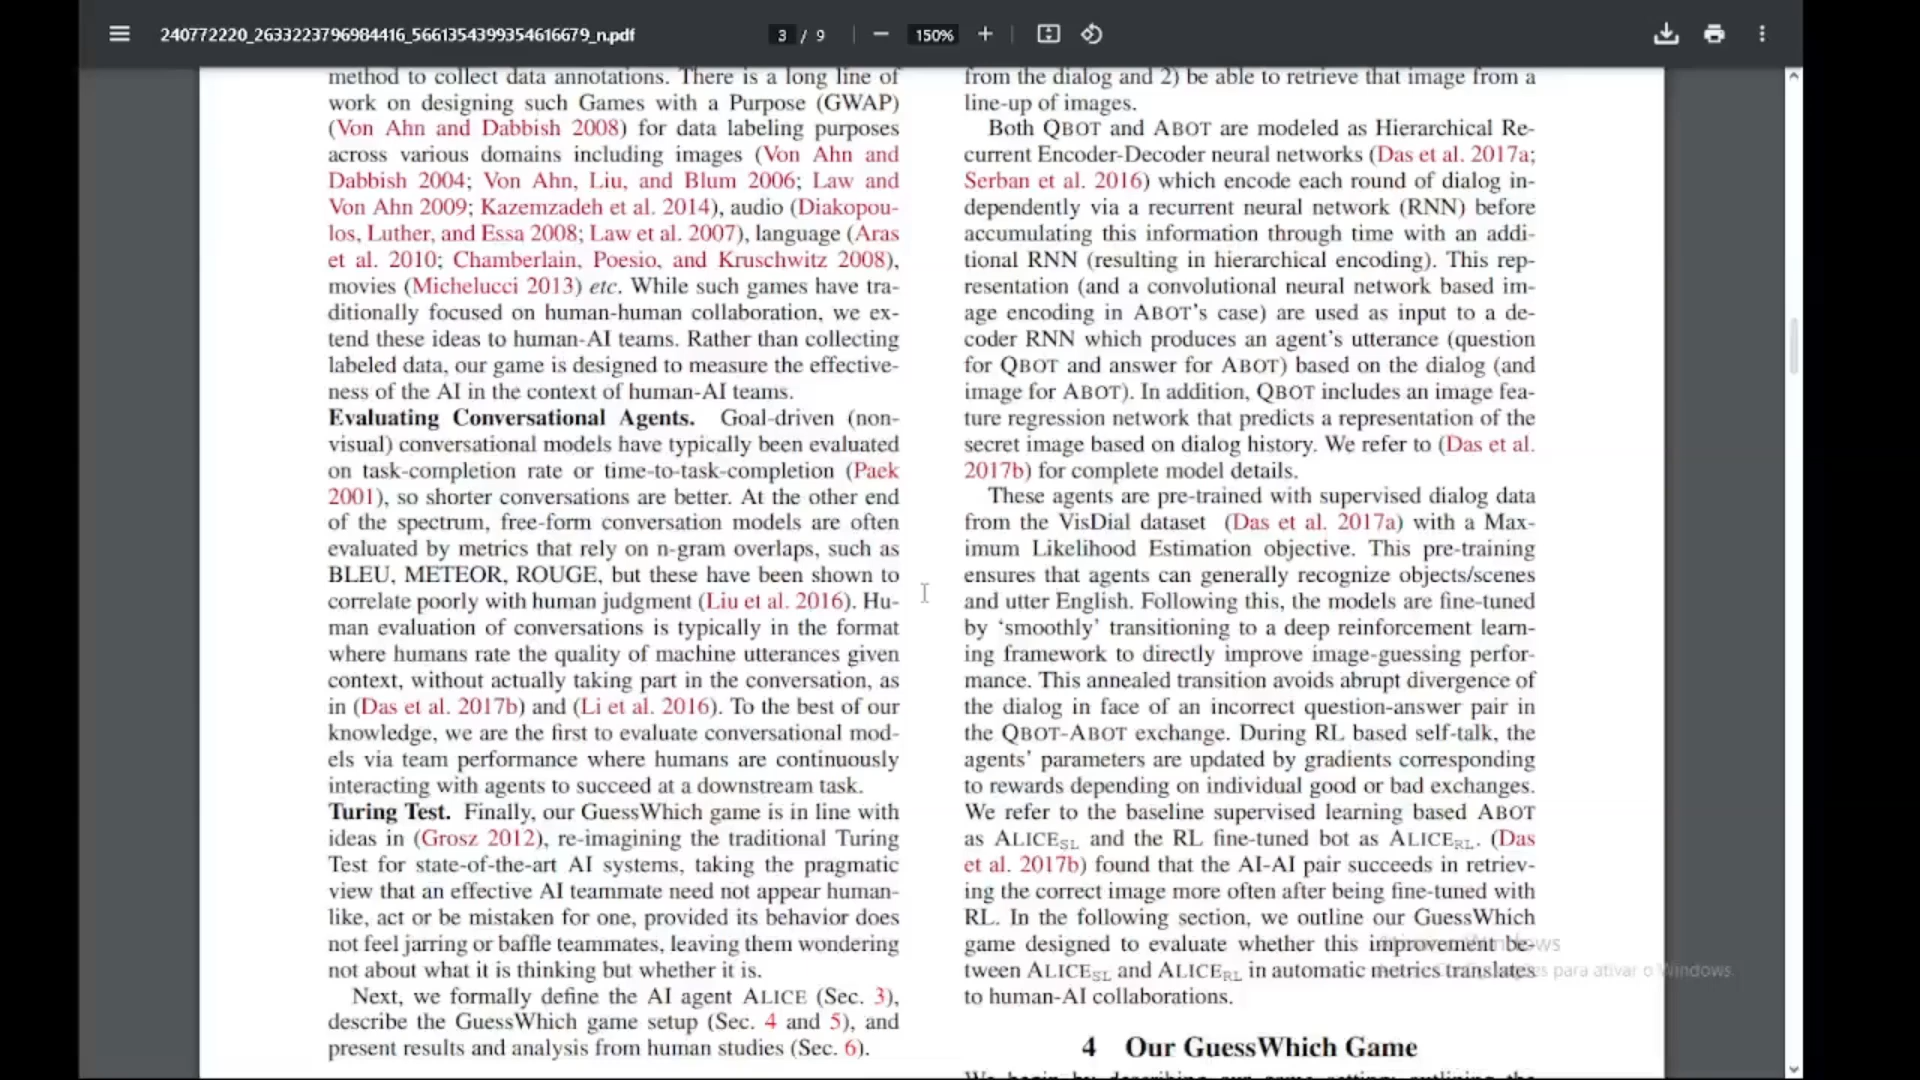 240772220_2633223796984416_5661354399354616679_n.pdf
3 / 9
150%
method to collect data annotations. There is a long line of
work on designing such Games with a Purpose (GWAP)
(Von Ahn and Dabbish 2008) for data labeling purposes
across various domains including images (Von Ahn and
Dabbish 2004; Von Ahn, Liu, and Blum 2006; Law and
Von Ahn 2009; Kazemzadeh et al. 2014), audio (Diakopou-
los, Luther, and Essa 2008; Law et al. 2007), language (Aras
et al. 2010; Chamberlain, Poesio, and Kruschwitz 2008),
movies (Michelucci 2013) etc. While such games have tra-
ditionally focused on human-human collaboration, we ex-
tend these ideas to human-AI teams. Rather than collecting
labeled data, our game is designed to measure the effective-
ness of the AI in the context of human-AI teams.
Evaluating Conversational Agents. Goal-driven (non-
visual) conversational models have typically been evaluated
on task-completion rate or time-to-task-completion (Paek
2001), so shorter conversations are better. At the other end
of the spectrum, free-form conversation models are often
evaluated by metrics that rely on n-gram overlaps, such as
BLEU, METEOR, ROUGE, but these have been shown to
correlate poorly with human judgment (Liu et al. 2016). Hu-
man evaluation of conversations is typically in the format
where humans rate the quality of machine utterances given
context, without actually taking part in the conversation, as
in (Das et al. 2017b) and (Li et al. 2016). To the best of our
knowledge, we are the first to evaluate conversational mod-
els via team performance where humans are continuously
interacting with agents to succeed at a downstream task.
Turing Test. Finally, our GuessWhich game is in line with
ideas in (Grosz 2012), re-imagining the traditional Turing
Test for state-of-the-art AI systems, taking the pragmatic
view that an effective AI teammate need not appear human-
like, act or be mistaken for one, provided its behavior does
not feel jarring or baffle teammates, leaving them wondering
not about what it is thinking but whether it is.
Next, we formally define the AI agent ALICE (Sec. 3),
describe the GuessWhich game setup (Sec. 4 and 5), and
present results and analysis from human studies (Sec. 6).
from the dialog and 2) be able to retrieve that image from a
line-up of images.
Both QBOT and ABOT are modeled as Hierarchical Re-
current Encoder-Decoder neural networks (Das et al. 2017a;
Serban et al. 2016) which encode each round of dialog in-
dependently via a recurrent neural network (RNN) before
accumulating this information through time with an addi-
tional RNN (resulting in hierarchical encoding). This rep-
resentation (and a convolutional neural network based im-
age encoding in ABOT's case) are used as input to a de-
coder RNN which produces an agent's utterance (question
for QBOT and answer for ABOT) based on the dialog (and
image for ABOT). In addition, QBOT includes an image fea-
ture regression network that predicts a representation of the
secret image based on dialog history. We refer to (Das et al.
2017b) for complete model details.
These agents are pre-trained with supervised dialog data
from the VisDial dataset (Das et al. 2017a) with a Max-
imum Likelihood Estimation objective. This pre-training
ensures that agents can generally recognize objects/scenes
and utter English. Following this, the models are fine-tuned
by 'smoothly' transitioning to a deep reinforcement learn-
ing framework to directly improve image-guessing perfor-
mance. This annealed transition avoids abrupt divergence of
the dialog in face of an incorrect question-answer pair in
the QBOT-ABOT exchange. During RL based self-talk, the
agents' parameters are updated by gradients corresponding
to rewards depending on individual good or bad exchanges.
We refer to the baseline supervised learning based ABOT
as ALICESL and the RL fine-tuned bot as ALICERL. (Das
et al. 2017b) found that the AI-AI pair succeeds in retriev-
ing the correct image more often after being fine-tuned with
RL. In the following section, we outline our GuessWhich
game designed to evaluate whether this improvement be-
tween ALICESL and ALICERL in automatic metrics translates
to human-AI collaborations.
para ativar o Windows.
4 Our GuessWhich Game